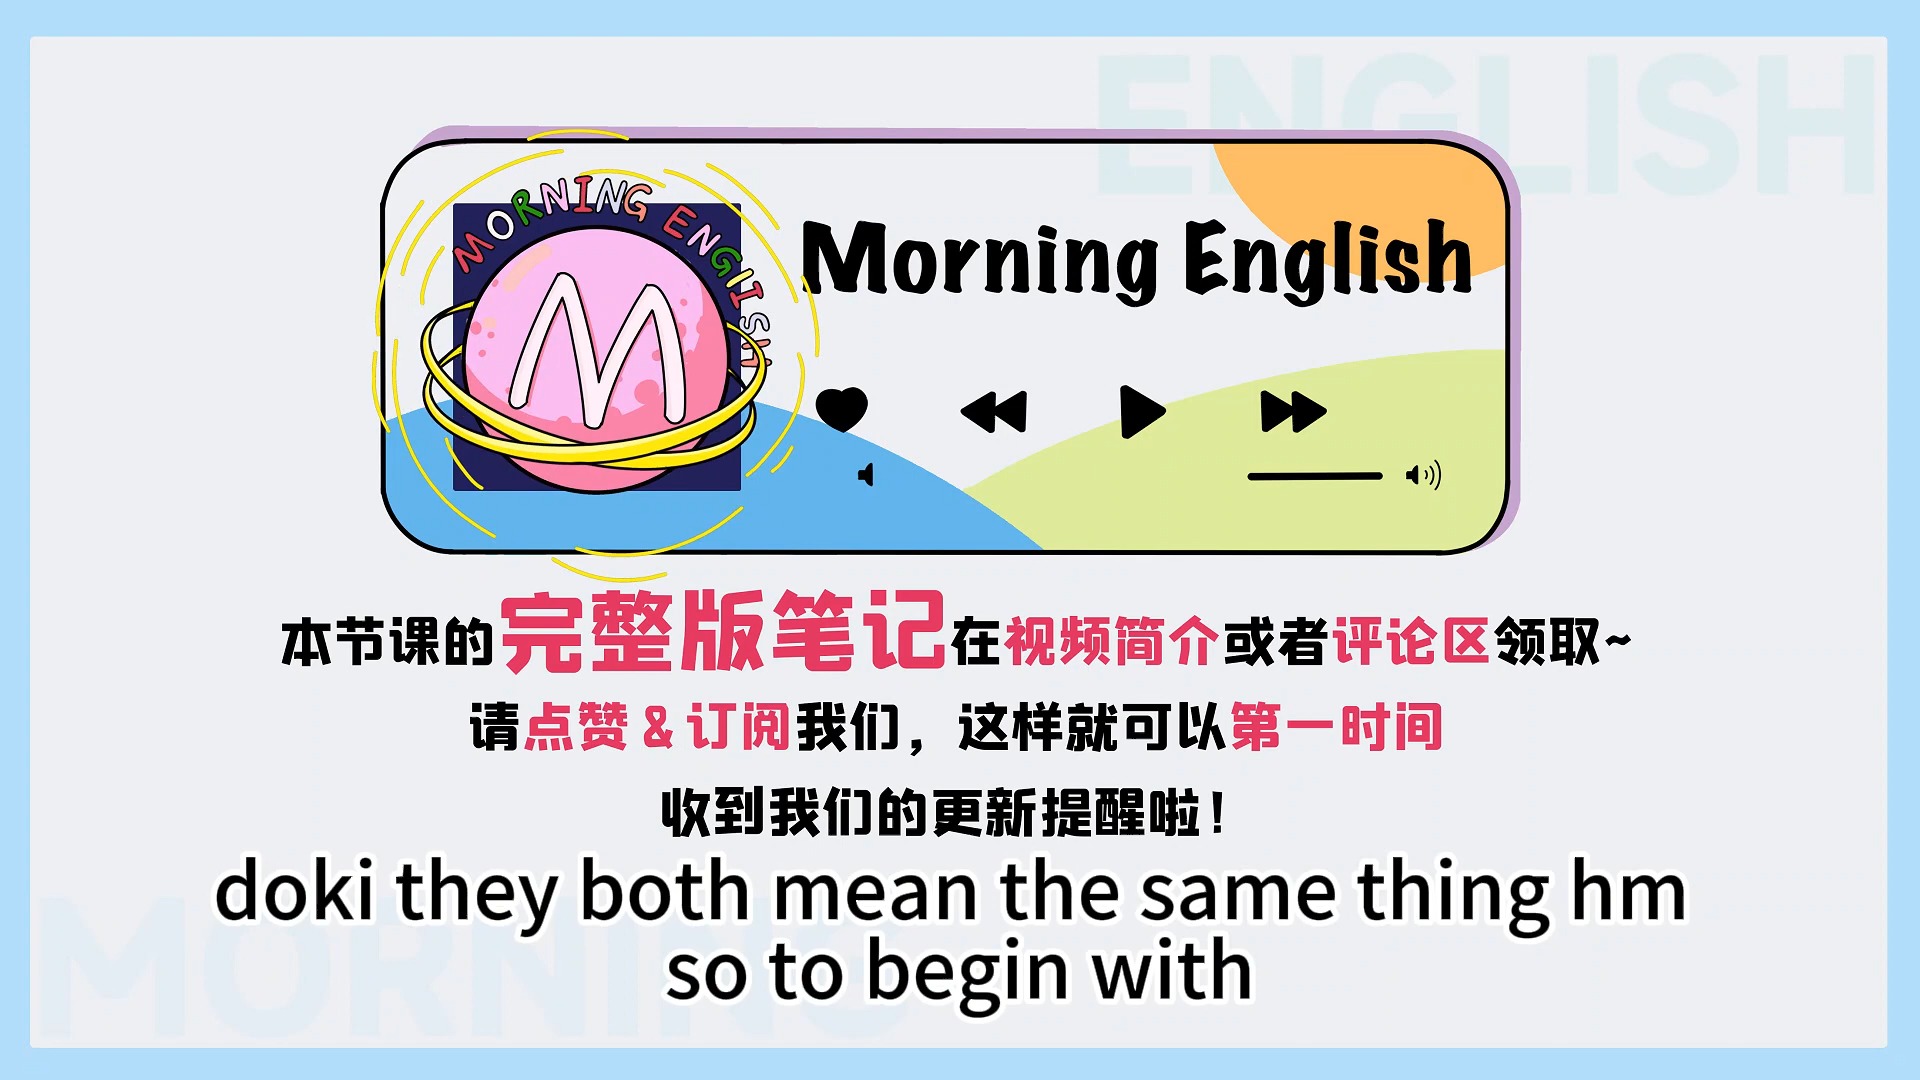 ENGLISH
MORNING ENGLISH
M
Morning English
本节课的完整版笔记在视频简介或者评论区领取~
请点赞&订阅我们，这样就可以第一时间
收到我们的更新提醒啦！
doki they both mean the same thing hm
so to begin with
MORNING